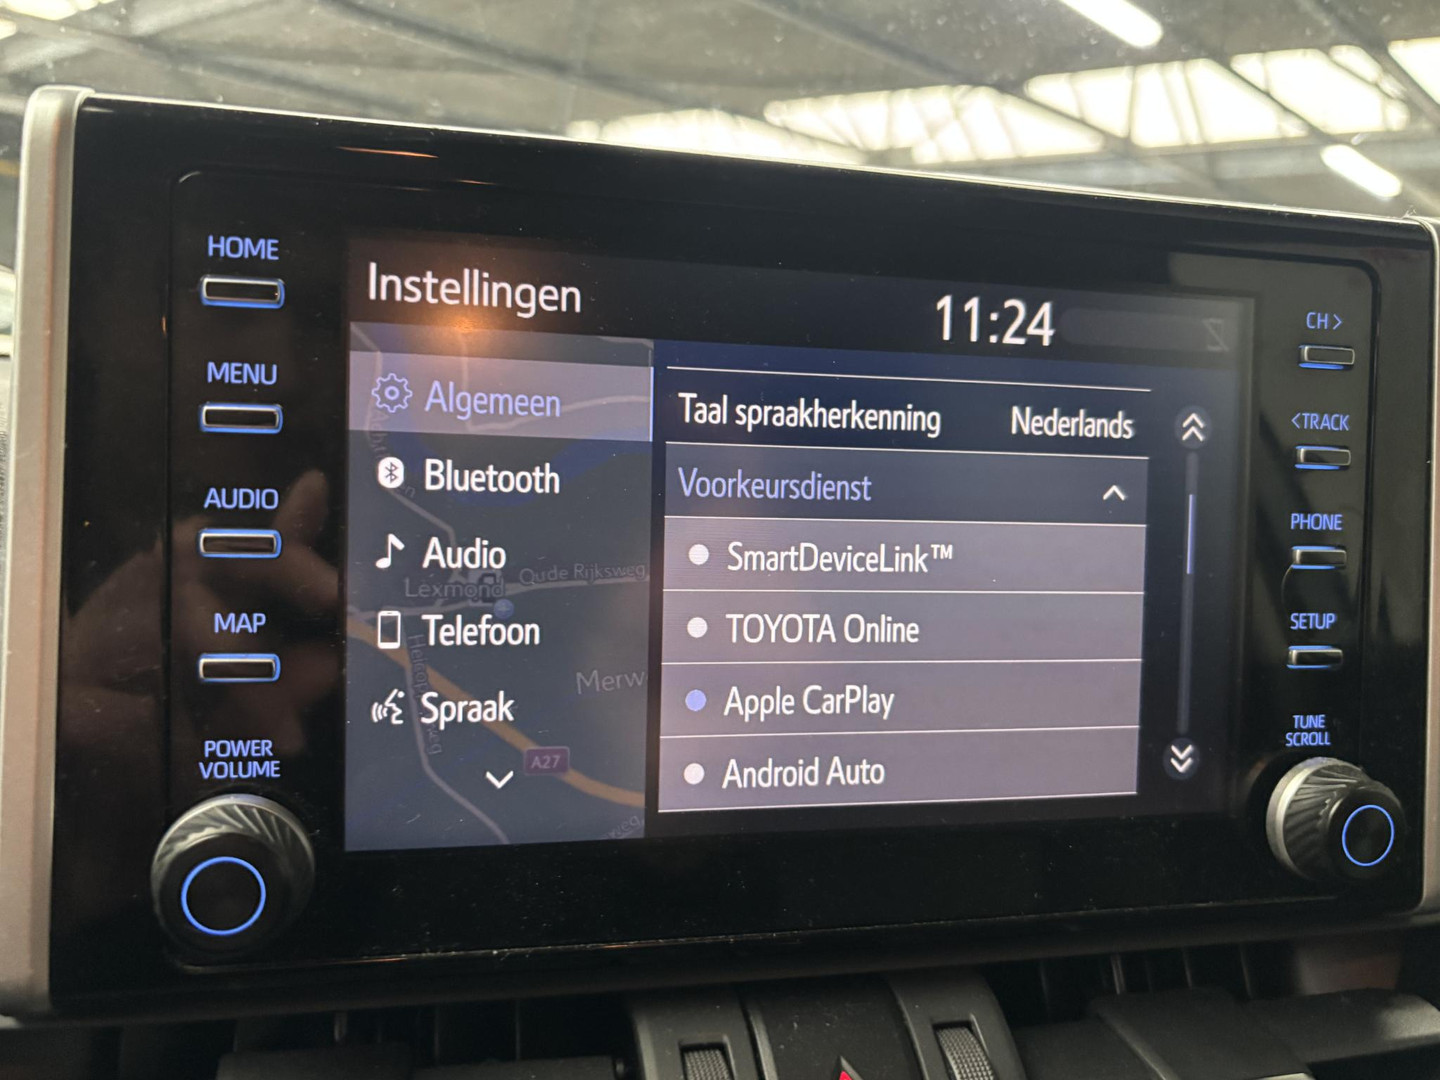 HOME
MENU
AUDIO
MAP
POWER
VOLUME
Instellingen
11:24
Algemeen
Bluetooth
Audio
Lexmond
Oude Rijksweg
Telefoon
Merw
Spraak
A27
Taal spraakherkenning Nederlands
Voorkeursdienst
SmartDeviceLink™
TOYOTA Online
Apple CarPlay
Android Auto
CH>
<TRACK
PHONE
SETUP
TUNE
SCROLL